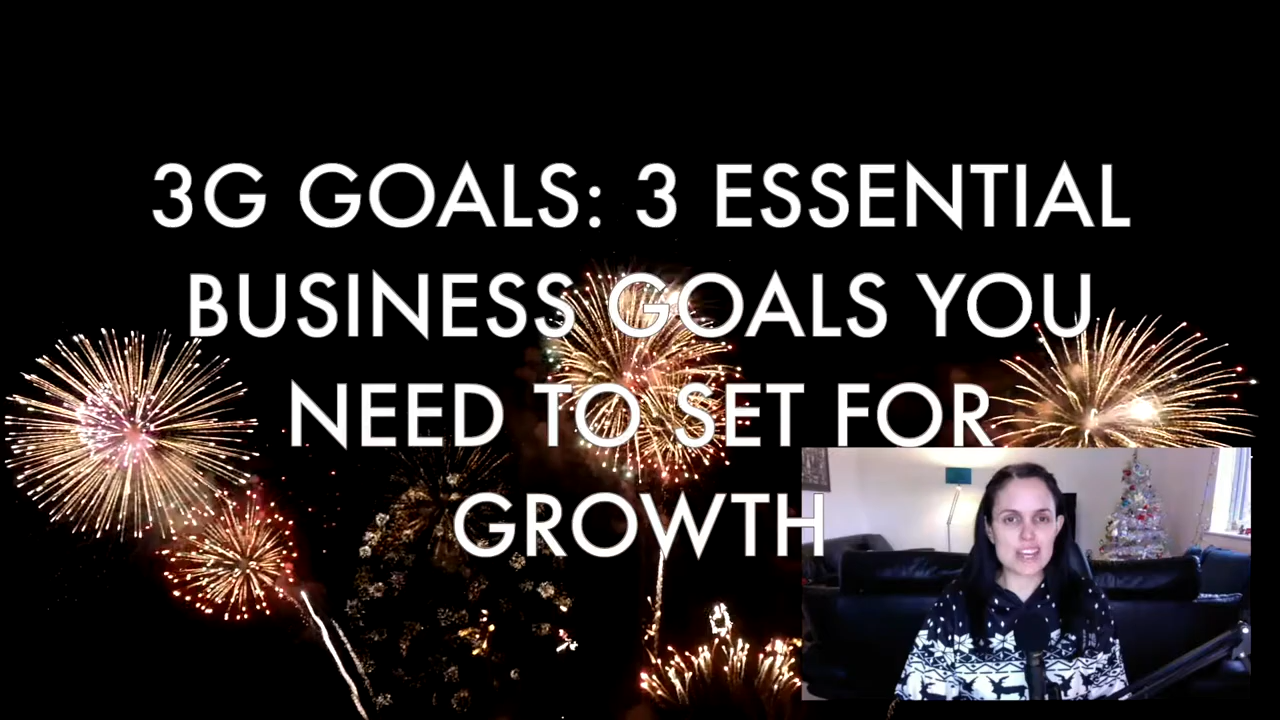 3G GOALS: 3 ESSENTIAL
BUSINESS GOALS YOU
NEED TO SET FOR
GROWTH